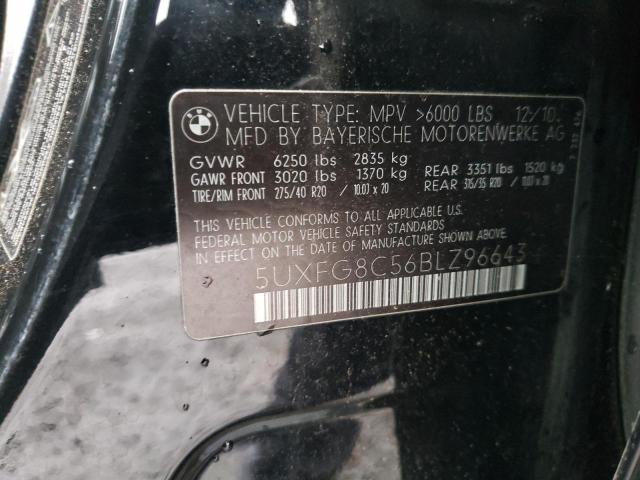 VEHICLE TYPE: MPV >6000 LBS 12/10
MFD BY BAYERISCHE MOTORENWERKE AG
GVWR 6250 lbs 2835 kg
GAWR FRONT 3020 lbs 1370 kg REAR 3351 lbs 1520 kg
TIRE/RIM FRONT 275/40 R20 / 10.0J x 20 REAR 315/35 R20 / 11.0J x 20
THIS VEHICLE CONFORMS TO ALL APPLICABLE U.S.
FEDERAL MOTOR VEHICLE SAFETY STANDARDS
IN EFFECT ON THE DATE OF MANUFACTURE SHOWN ABOVE.
5UXFG8C56BLZ96643